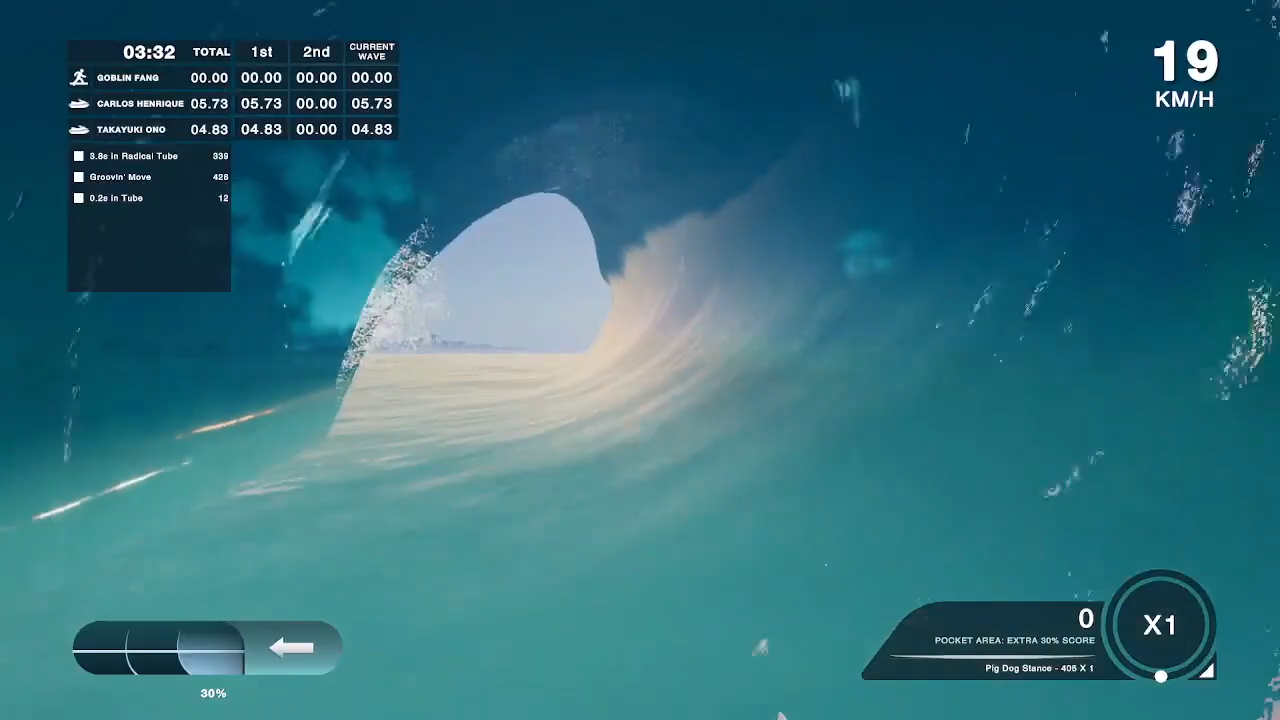 03:32 TOTAL 1st 2nd CURRENT WAVE
GOBLIN FANG 00.00 00.00 00.00 00.00
CARLOS HENRIQUE 05.73 05.73 00.00 05.73
TAKAYUKI ONO 04.83 04.83 00.00 04.83
3.8s in Radical Tube 339
Groovin' Move 426
0.2s in Tube 12
19
KM/H
30%
0
POCKET AREA: EXTRA 30% SCORE
Pig Dog Stance - 406 X 1
X1